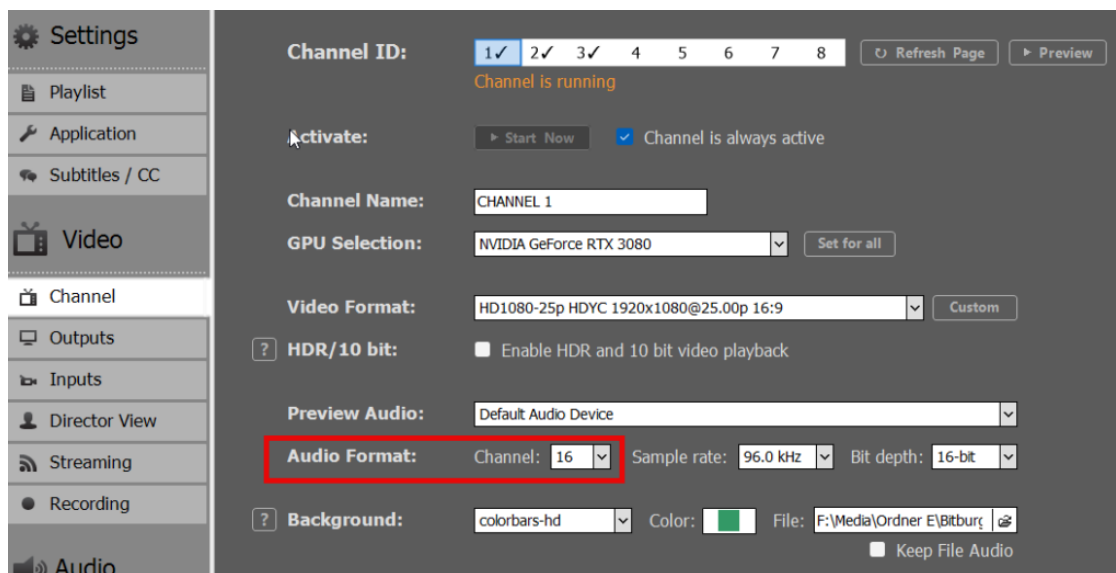 Settings
Playlist
Application
Subtitles / CC
Video
Channel
Outputs
Inputs
Director View
Streaming
Recording
Audio
Channel ID: 1✓ 2✓ 3✓ 4 5 6 7 8 Refresh Page Preview
Channel is running
Activate: Start Now Channel is always active
Channel Name: CHANNEL 1
GPU Selection: NVIDIA GeForce RTX 3080 Set for all
Video Format: HD1080-25p HDYC 1920x1080@25.00p 16:9 Custom
? HDR/10 bit: Enable HDR and 10 bit video playback
Preview Audio: Default Audio Device
Audio Format: Channel: 16 Sample rate: 96.0 kHz Bit depth: 16-bit
? Background: colorbars-hd Color: File: F:\Media\Ordner E\Bitburg
Keep File Audio